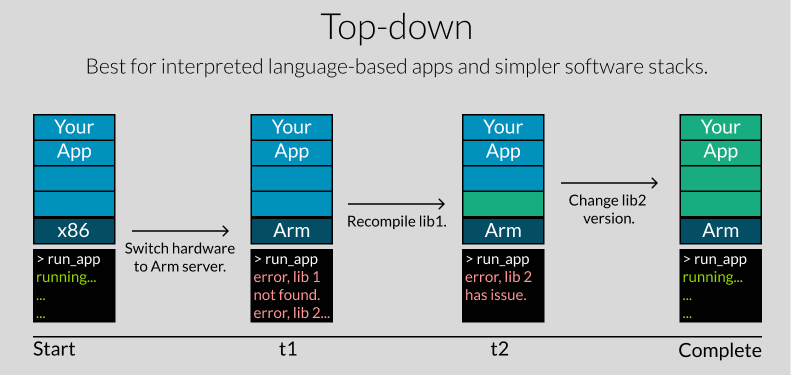 Top-down
Best for interpreted language-based apps and simpler software stacks.
Your
App
x86
> run_app
running...
...
...
Switch hardware
to Arm server.
Your
App
Arm
> run_app
error, lib 1
not found.
error, lib 2...
Recompile lib1.
Your
App
Arm
> run_app
error, lib 2
has issue.
Change lib2
version.
Your
App
Arm
> run_app
running...
...
...
Start
t1
t2
Complete